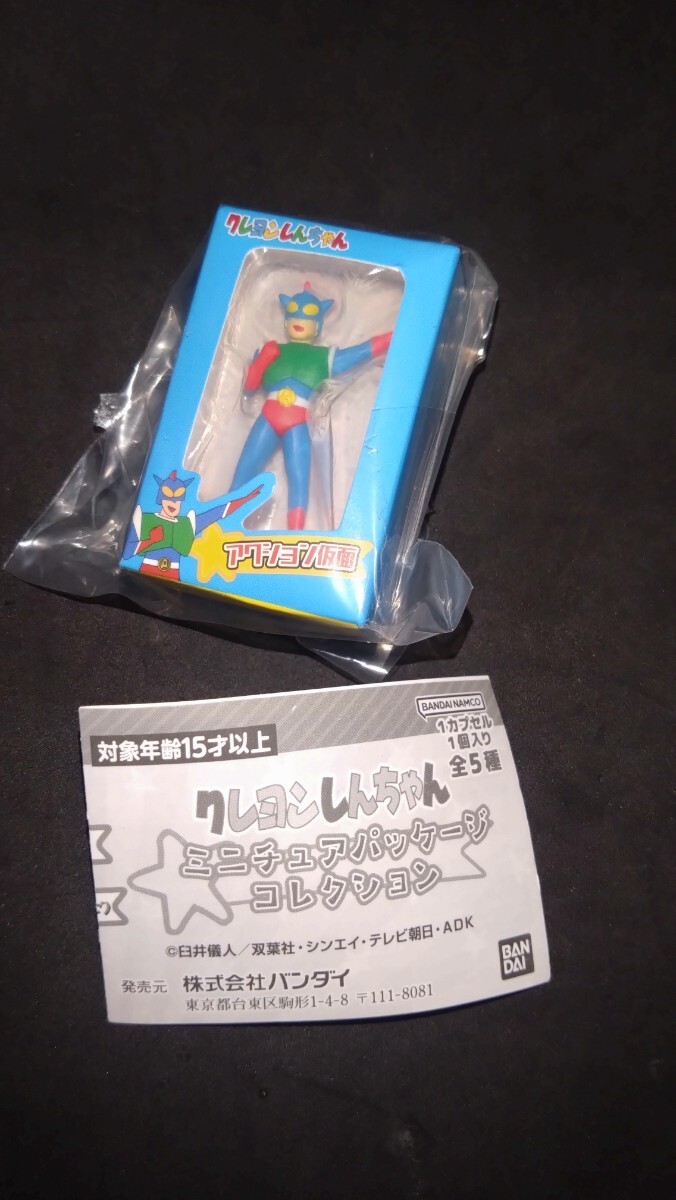 クレヨンしんちゃん
アクション仮面
A
BANDAI NAMCO
対象年齢15才以上
1カプセル
1個入り
全5種
クレヨンしんちゃん
ミニチュアパッケージ
コレクション
©臼井儀人／双葉社・シンエイ・テレビ朝日・ADK
発売元 株式会社バンダイ
東京都台東区駒形1-4-8 〒111-8081
BAN
DAI